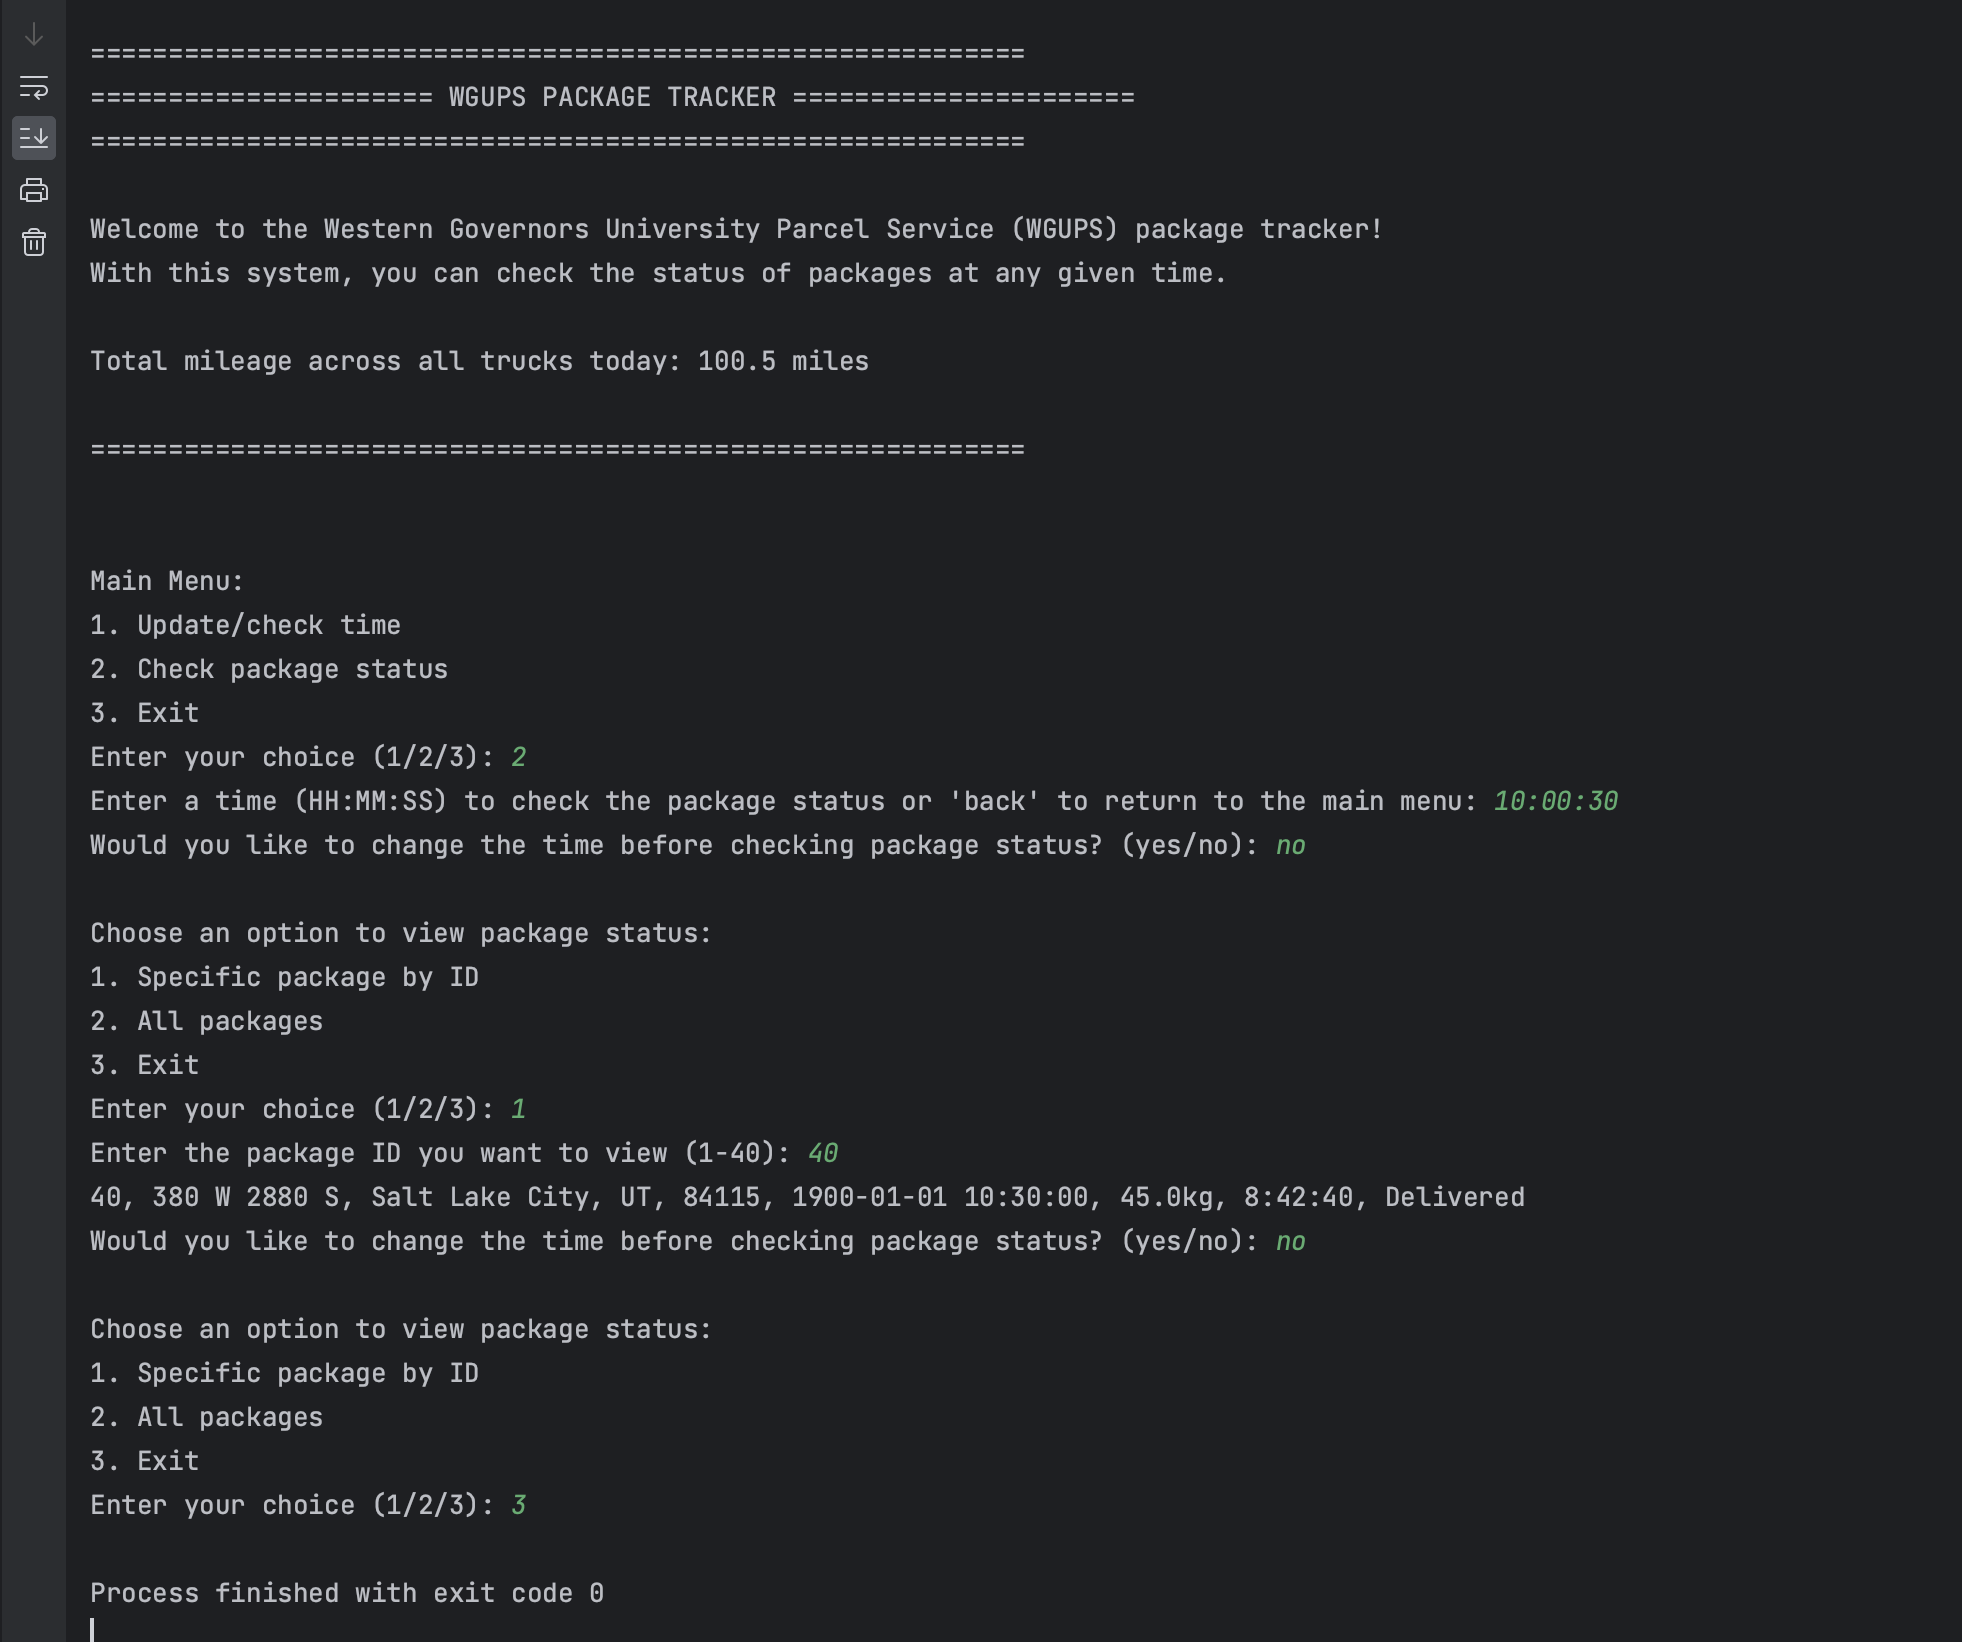 ============================================================
====================== WGUPS PACKAGE TRACKER ======================
============================================================
Welcome to the Western Governors University Parcel Service (WGUPS) package tracker!
With this system, you can check the status of packages at any given time.
Total mileage across all trucks today: 100.5 miles
============================================================
Main Menu:
1. Update/check time
2. Check package status
3. Exit
Enter your choice (1/2/3): 2
Enter a time (HH:MM:SS) to check the package status or 'back' to return to the main menu: 10:00:30
Would you like to change the time before checking package status? (yes/no): no
Choose an option to view package status:
1. Specific package by ID
2. All packages
3. Exit
Enter your choice (1/2/3): 1
Enter the package ID you want to view (1-40): 40
40, 380 W 2880 S, Salt Lake City, UT, 84115, 1900-01-01 10:30:00, 45.0kg, 8:42:40, Delivered
Would you like to change the time before checking package status? (yes/no): no
Choose an option to view package status:
1. Specific package by ID
2. All packages
3. Exit
Enter your choice (1/2/3): 3
Process finished with exit code 0